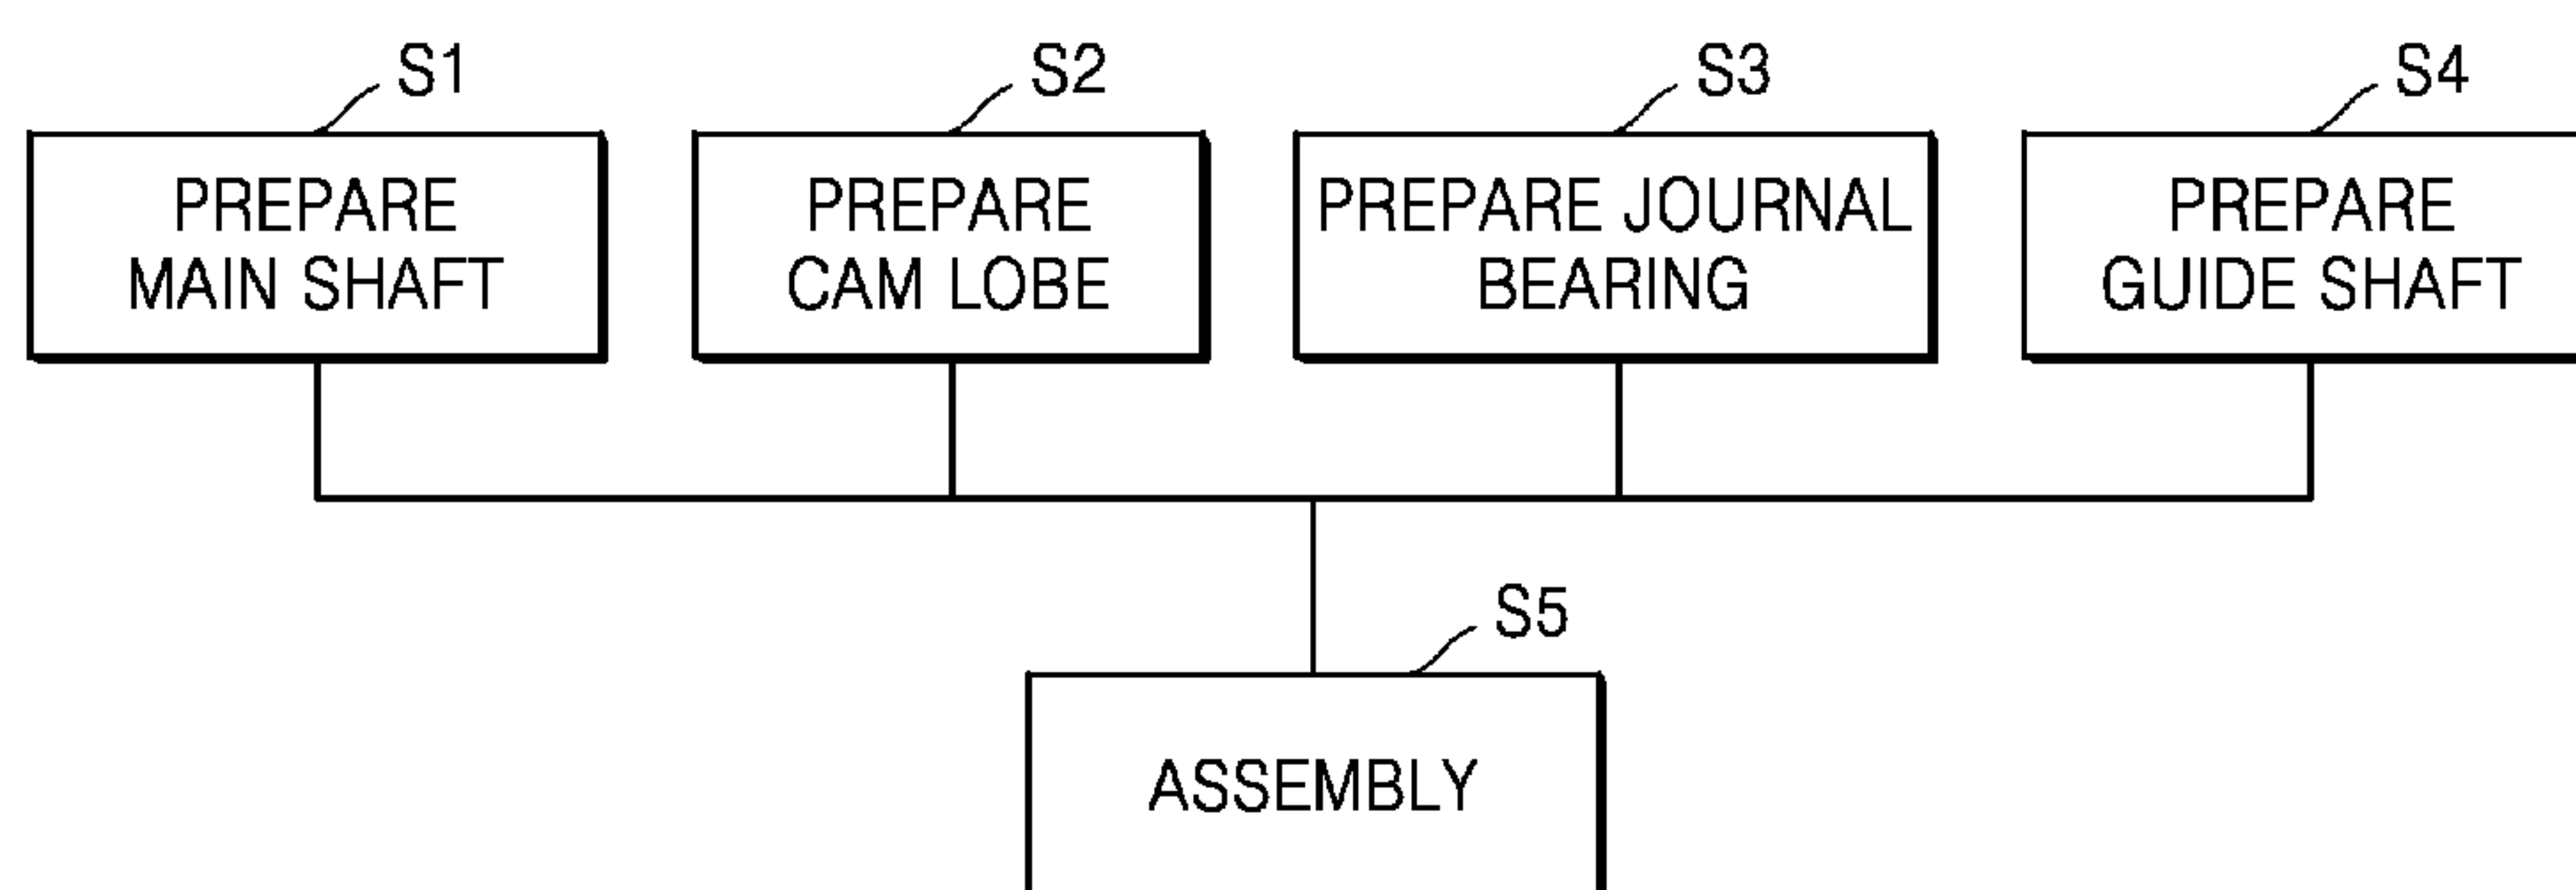 S1
S2
S3
S4
PREPARE
MAIN SHAFT
PREPARE
CAM LOBE
PREPARE JOURNAL
BEARING
PREPARE
GUIDE SHAFT
S5
ASSEMBLY